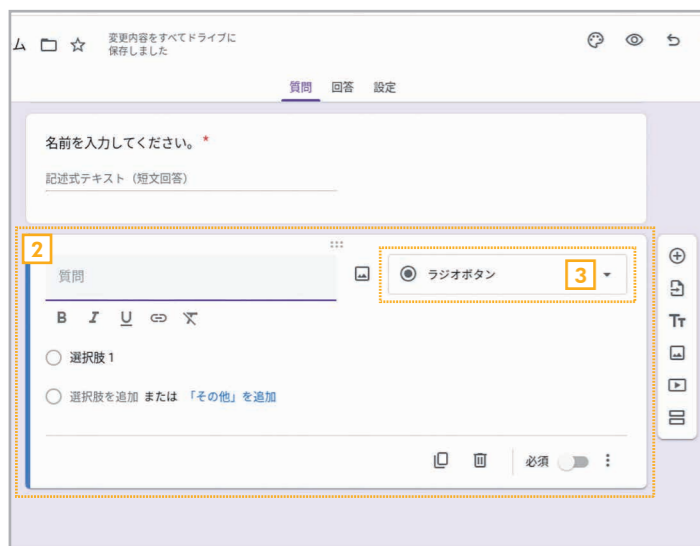 ム
変更内容をすべてドライブに
保存しました
質問 回答 設定
名前を入力してください。 *
記述式テキスト（短文回答）
2
質問
ラジオボタン
3
B I U
選択肢 1
選択肢を追加 または 「その他」を追加
Tт
必須